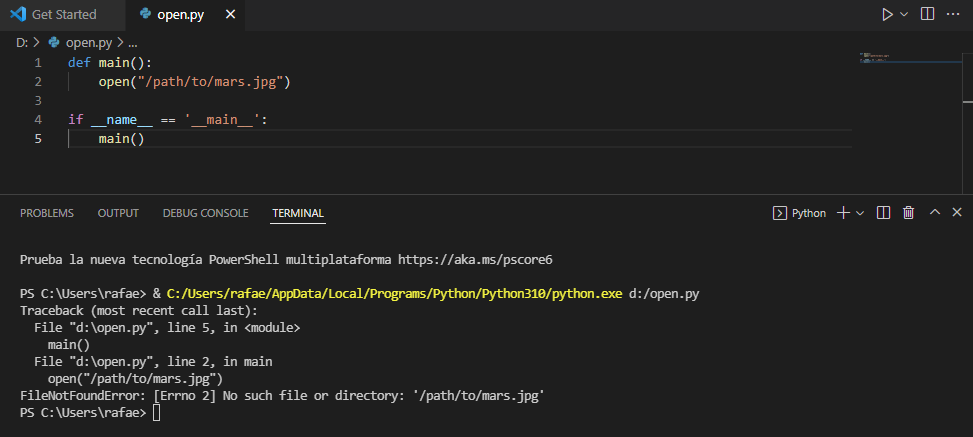 Get Started open.py
D: > open.py > ...
1 def main():
2 open("/path/to/mars.jpg")
3
4 if __name__ == '__main__':
5 main()
PROBLEMS OUTPUT DEBUG CONSOLE TERMINAL Python
Prueba la nueva tecnología PowerShell multiplataforma https://aka.ms/pscore6
PS C:\Users\rafae> & C:/Users/rafae/AppData/Local/Programs/Python/Python310/python.exe d:/open.py
Traceback (most recent call last):
File "d:\open.py", line 5, in <module>
main()
File "d:\open.py", line 2, in main
open("/path/to/mars.jpg")
FileNotFoundError: [Errno 2] No such file or directory: '/path/to/mars.jpg'
PS C:\Users\rafae>